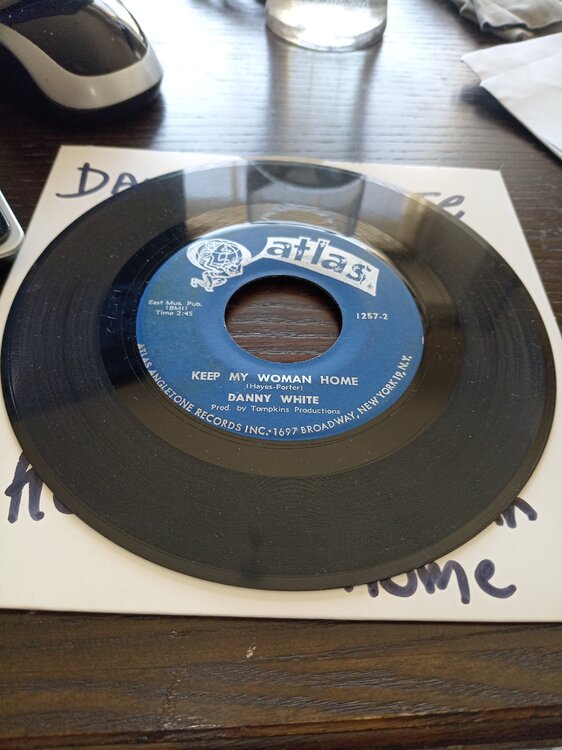 atlas
East Mus. Pub.
(BMI)
Time 2:45
1257-2
KEEP MY WOMAN HOME
(Hayes-Porter)
DANNY WHITE
Prod. by Tompkins Productions
ATLAS ANGLETONE RECORDS INC. • 1697 BROADWAY, NEW YORK 19, N.Y.
Home